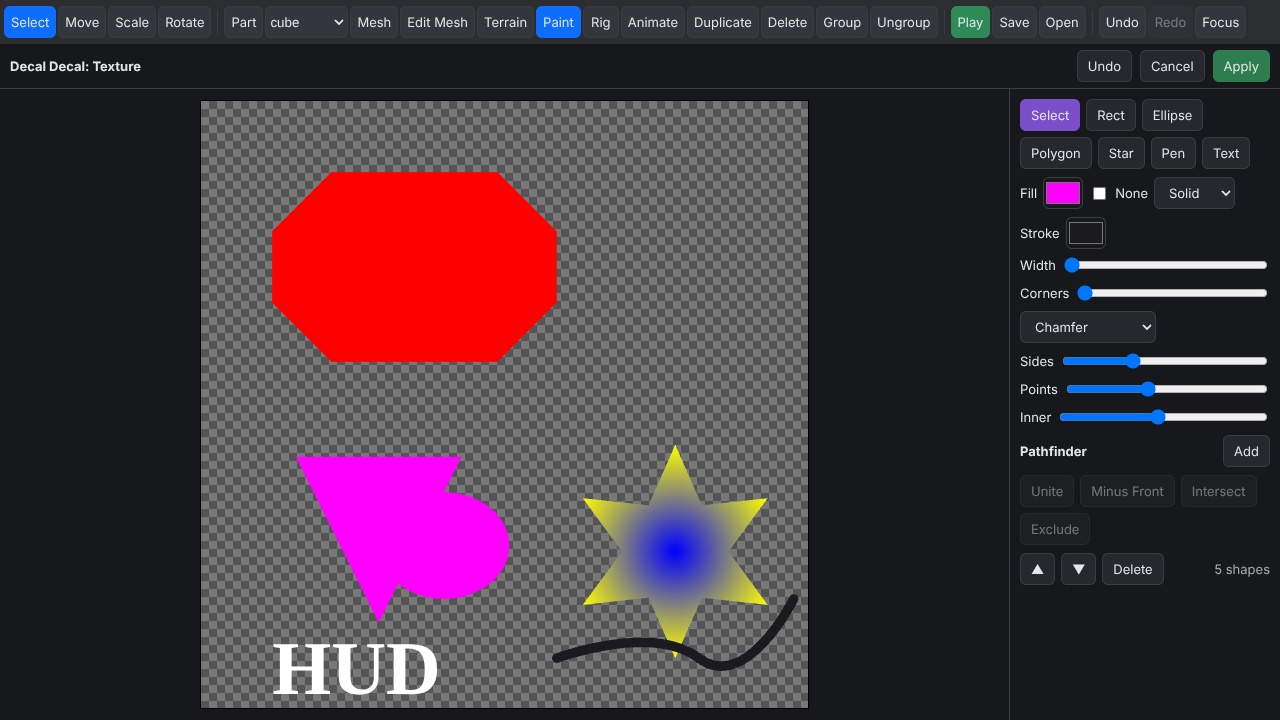 Select Move Scale Rotate Part cube Mesh Edit Mesh Terrain Paint Rig Animate Duplicate Delete Group Ungroup Play Save Open Undo Redo Focus
Decal Decal: Texture Undo Cancel Apply
Select Rect Ellipse
Polygon Star Pen Text
Fill None Solid
Stroke
Width
Corners
Chamfer
Sides
Points
Inner
Pathfinder Add
Unite Minus Front Intersect
Exclude
▲ ▼ Delete 5 shapes
HUD